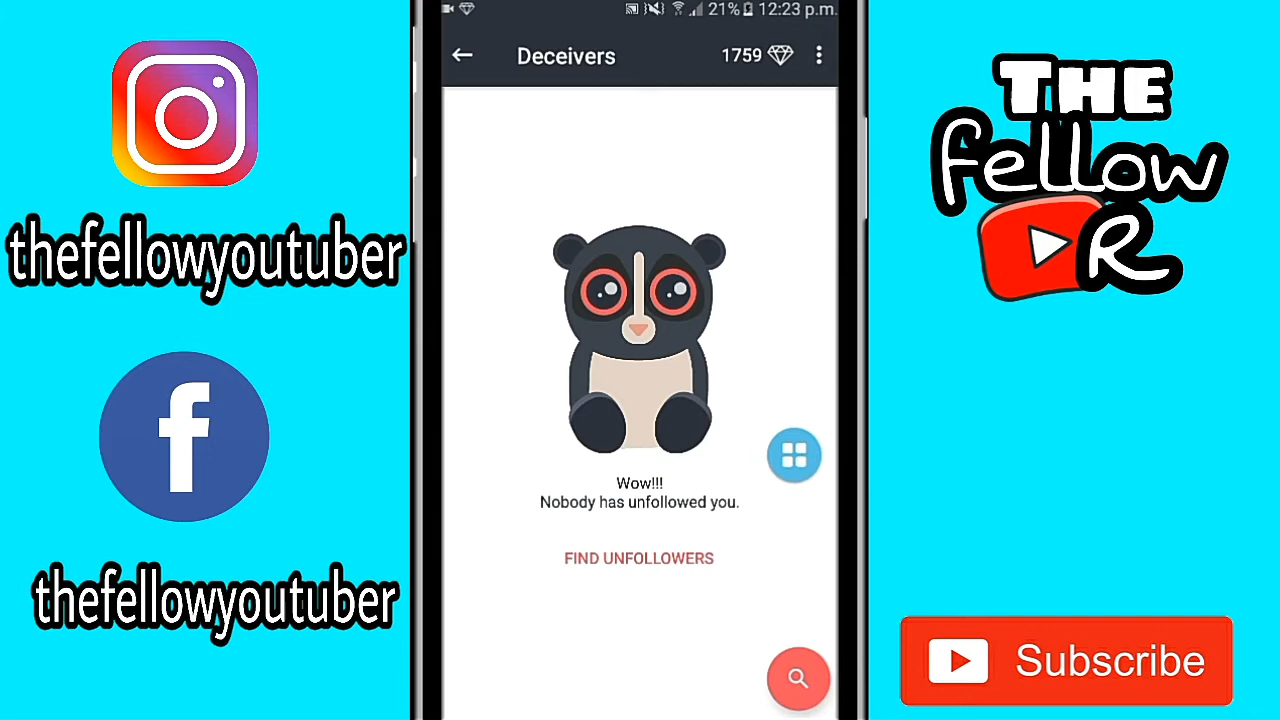 21% 12:23 p.m.
Deceivers 1759
Wow!!!
Nobody has unfollowed you.
FIND UNFOLLOWERS
thefellowyoutuber
f
thefellowyoutuber
THE
fellow
R
Subscribe